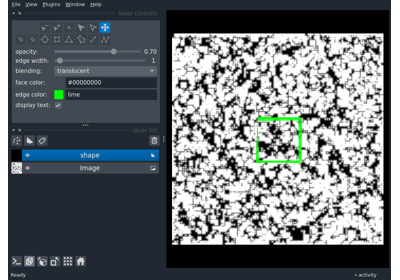 File View Plugins Window Help
layer controls
opacity: 0.70
edge width: 1
blending: translucent
face color: #00000000
edge color: lime
display text:
layer list
shape
Image
Ready activity